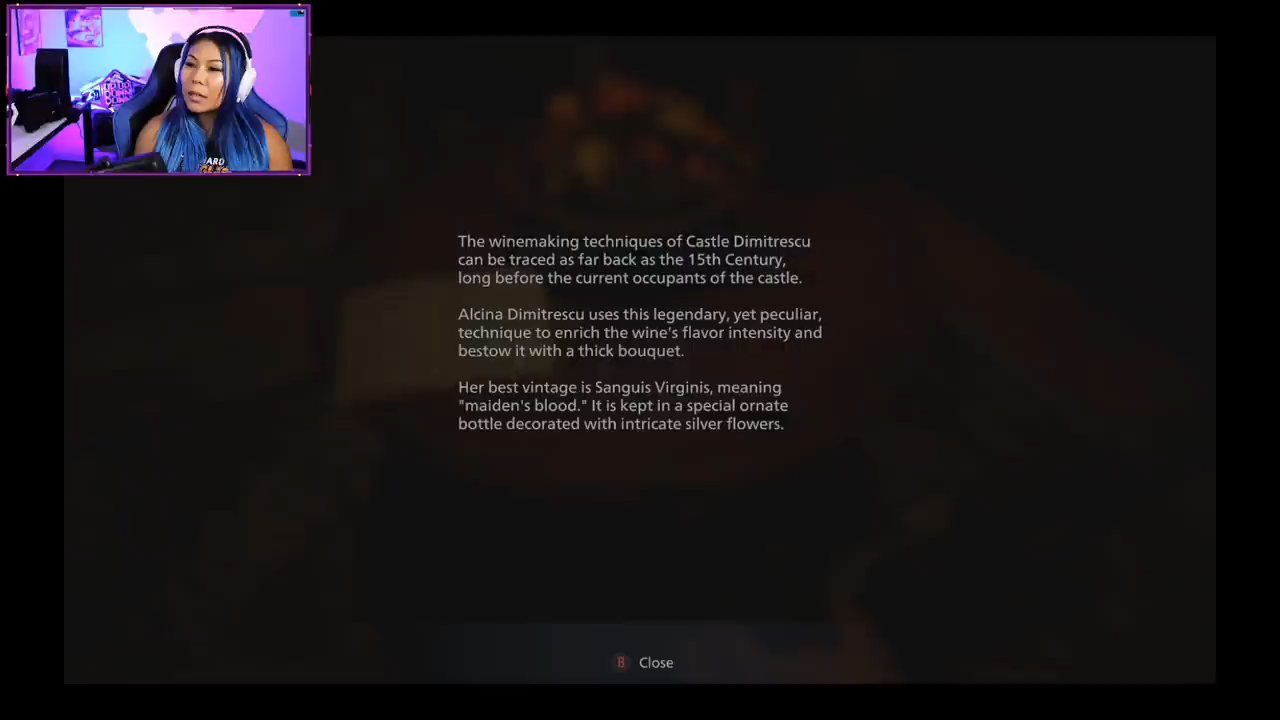 The winemaking techniques of Castle Dimitrescu
can be traced as far back as the 15th Century,
long before the current occupants of the castle.
Alcina Dimitrescu uses this legendary, yet peculiar,
technique to enrich the wine's flavor intensity and
bestow it with a thick bouquet.
Her best vintage is Sanguis Virginis, meaning
"maiden's blood." It is kept in a special ornate
bottle decorated with intricate silver flowers.
B Close